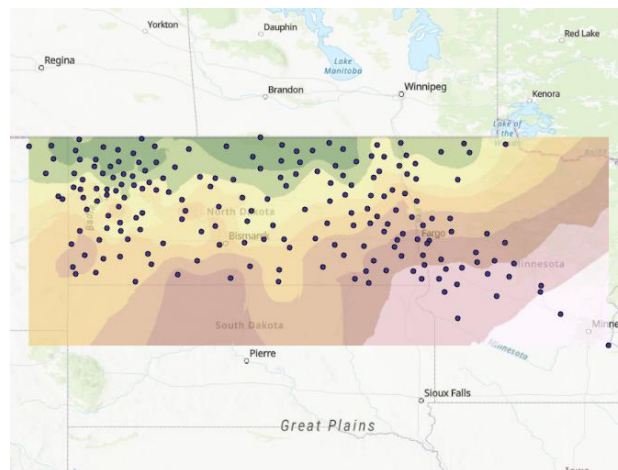 Yorkton
Dauphin
Red Lake
Regina
Lake
Manitoba
Brandon
Winnipeg
Kenora
Lake of
the
North Dakota
Bismarck
Fargo
Minnesota
South Dakota
Minne
Minnesota
Pierre
Sioux Falls
Great Plains